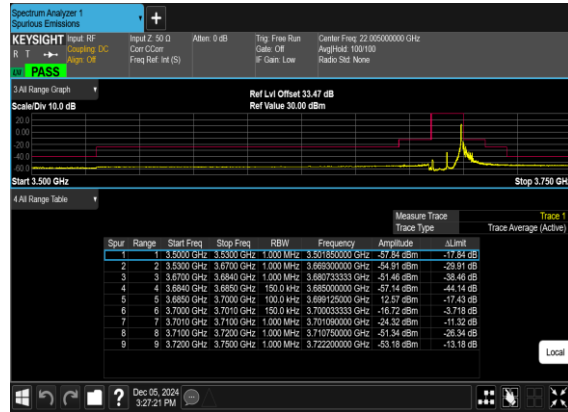 Spectrum Analyzer 1
Spurious Emissions
KEYSIGHT Input: RF Input Z: 50 Ω Atten: 0 dB Trig: Free Run Center Freq: 22.005000000 GHz
R T Coupling: DC Corr CCorr Gate: Off Avg|Hold: 100/100
Align: Off Freq Ref: Int (S) IF Gain: Low Radio Std: None
PASS
3 All Range Graph
Ref Lvl Offset 33.47 dB
Scale/Div 10.0 dB Ref Value 30.00 dBm
20.0
0.00
-20.0
-40.0
-60.0
Start 3.500 GHz Stop 3.750 GHz
4 All Range Table
Measure Trace Trace 1
Trace Type Trace Average (Active)
Spur Range Start Freq Stop Freq RBW Frequency Amplitude ΔLimit
1 1 3.5000 GHz 3.5300 GHz 1.000 MHz 3.501850000 GHz -57.84 dBm -17.84 dB
2 2 3.5300 GHz 3.6700 GHz 1.000 MHz 3.669300000 GHz -54.91 dBm -29.91 dB
3 3 3.6700 GHz 3.6840 GHz 1.000 MHz 3.680733333 GHz -51.46 dBm -38.46 dB
4 4 3.6840 GHz 3.6850 GHz 150.0 kHz 3.685000000 GHz -57.14 dBm -44.14 dB
5 5 3.6850 GHz 3.7000 GHz 100.0 kHz 3.699125000 GHz 12.57 dBm -17.43 dB
6 6 3.7000 GHz 3.7010 GHz 150.0 kHz 3.700033333 GHz -16.72 dBm -3.718 dB
7 7 3.7010 GHz 3.7100 GHz 1.000 MHz 3.701090000 GHz -24.32 dBm -11.32 dB
8 8 3.7100 GHz 3.7200 GHz 1.000 MHz 3.710750000 GHz -51.34 dBm -26.34 dB
9 9 3.7200 GHz 3.7500 GHz 1.000 MHz 3.722200000 GHz -53.18 dBm -13.18 dB
Local
Dec 05, 2024
3:27:21 PM